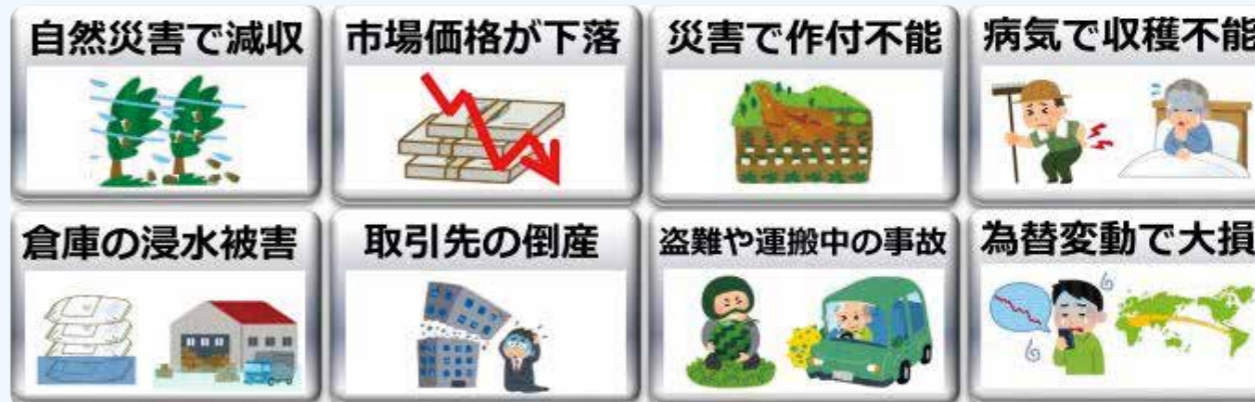 自然災害で減収
市場価格が下落
災害で作付不能
病気で収穫不能
倉庫の浸水被害
取引先の倒産
盗難や運搬中の事故
為替変動で大損